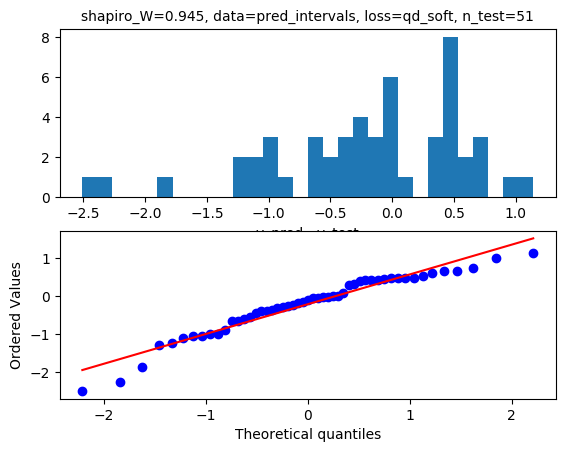 shapiro_W=0.945, data=pred_intervals, loss=qd_soft, n_test=51
8
6
4
2
0
−2.5 −2.0 −1.5 −1.0 −0.5 0.0 0.5 1.0
1
0
−1
−2
Ordered Values
−2 −1 0 1 2
Theoretical quantiles